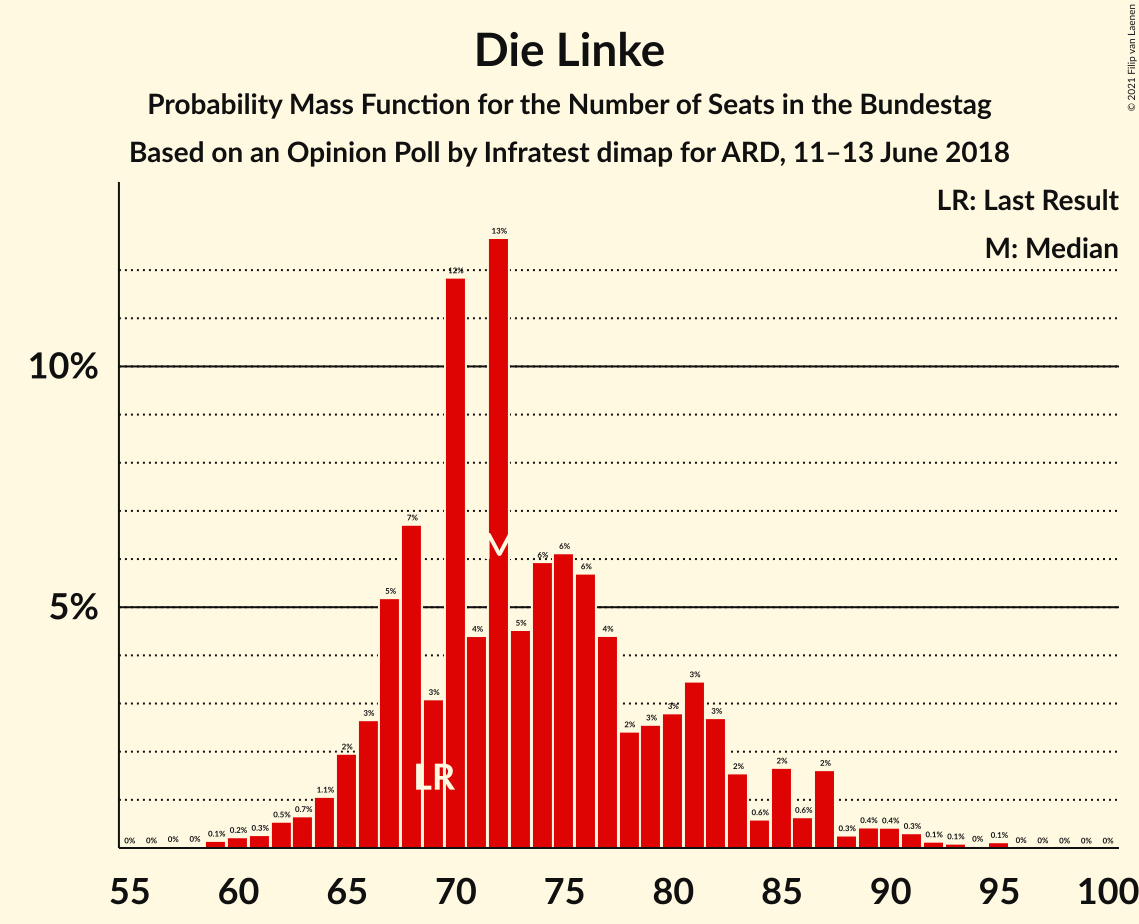 Die Linke
Probability Mass Function for the Number of Seats in the Bundestag
Based on an Opinion Poll by Infratest dimap for ARD, 11–13 June 2018
© 2021 Filip van Laenen
LR: Last Result
M: Median
10%
5%
0% 0% 0% 0% 0.1% 0.2% 0.3% 0.5% 0.7% 1.1% 2% 3% 5% 7% 3% 12% 4% 13% 5% 6% 6% 6% 4% 2% 3% 3% 3% 3% 2% 0.6% 2% 0.6% 2% 0.3% 0.4% 0.4% 0.3% 0.1% 0.1% 0% 0.1% 0% 0% 0% 0% 0%
M
LR
55 60 65 70 75 80 85 90 95 100